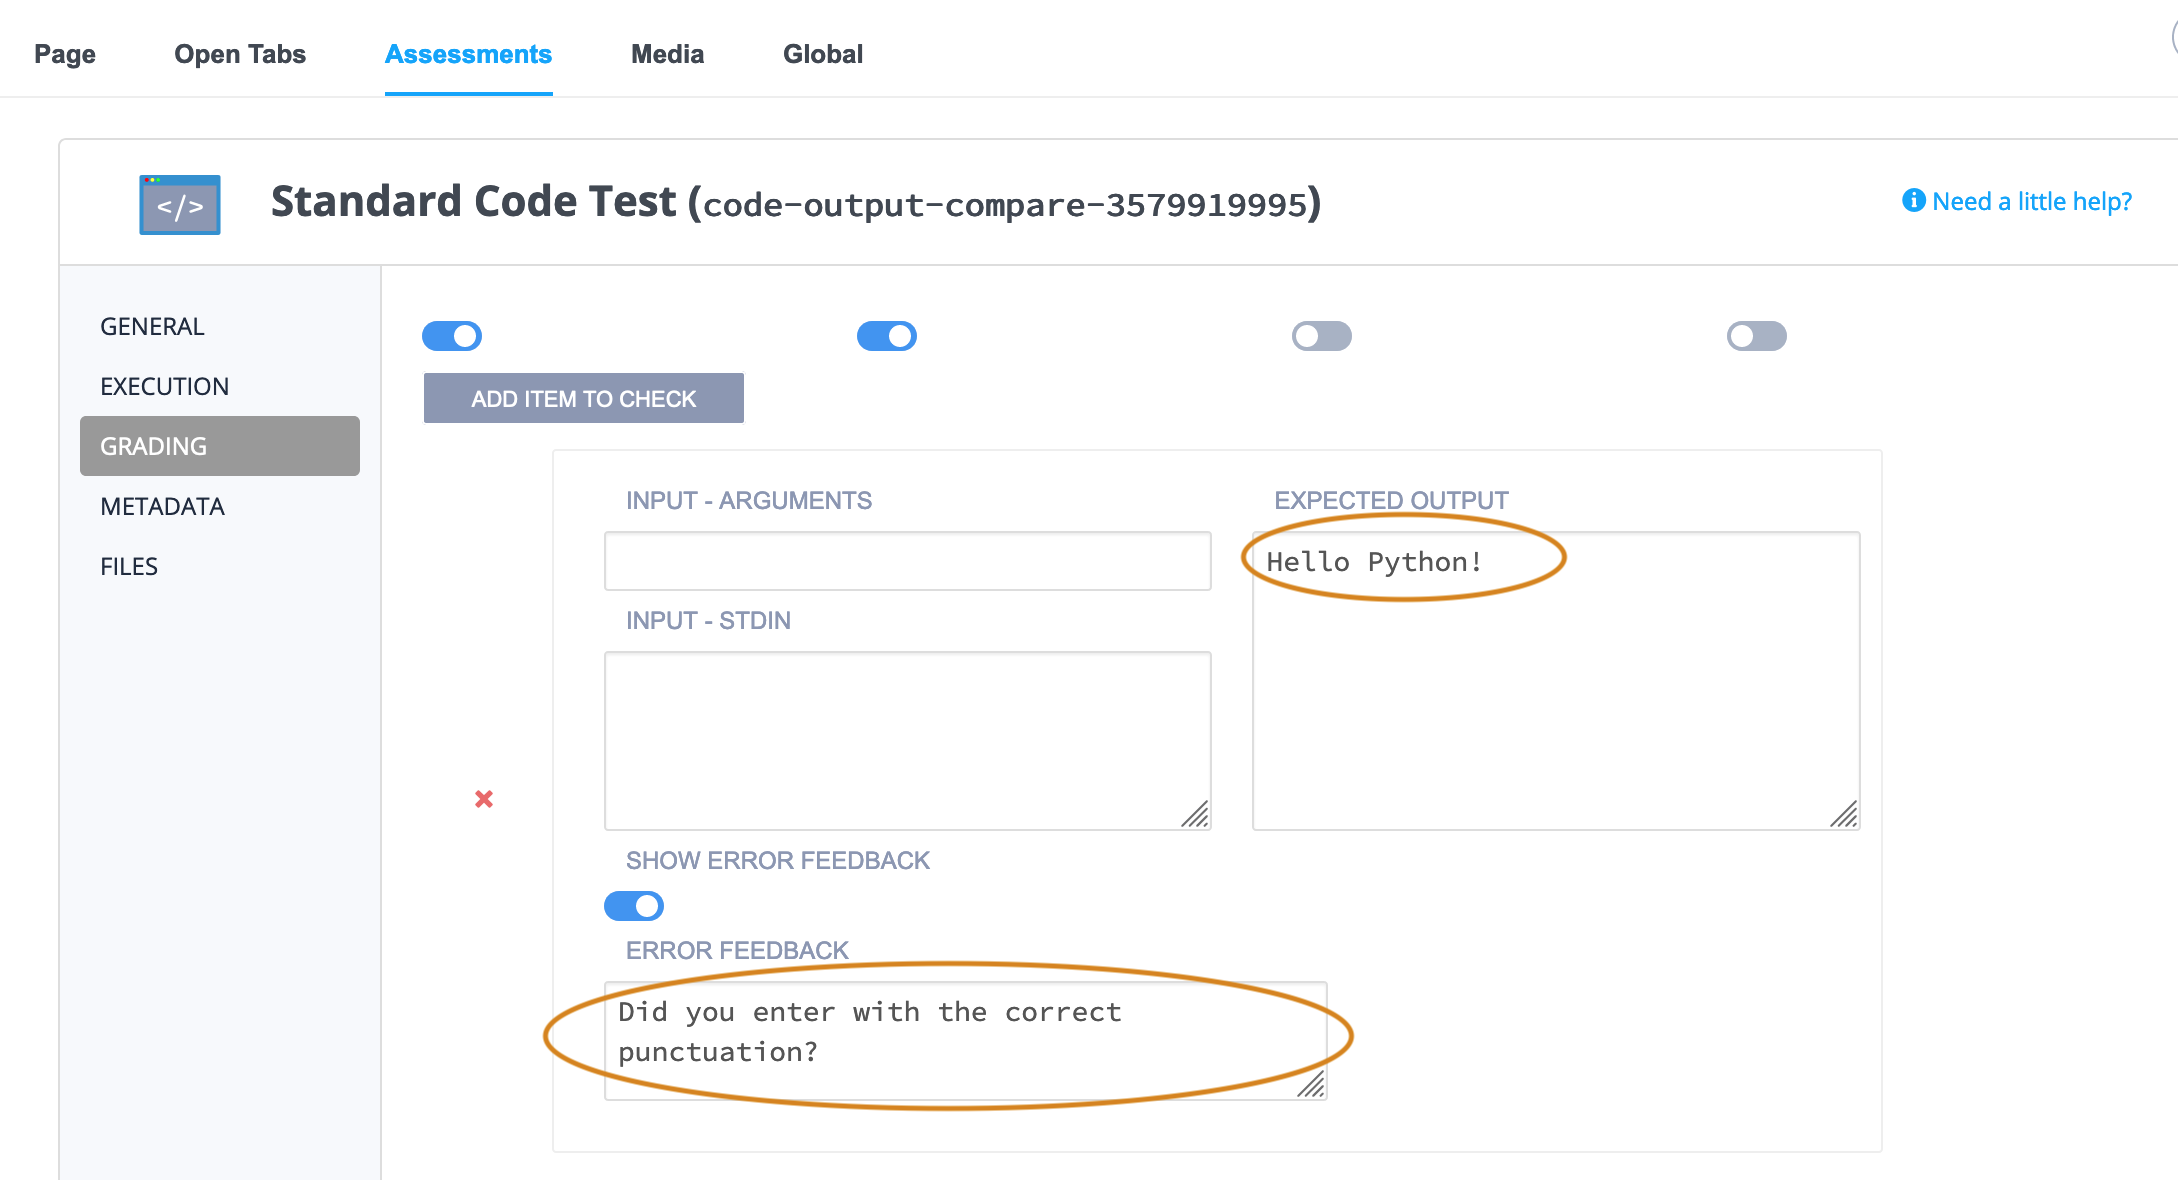 Page Open Tabs Assessments Media Global
</> Standard Code Test (code-output-compare-3579919995)
Need a little help?
GENERAL
EXECUTION
GRADING
METADATA
FILES
ADD ITEM TO CHECK
INPUT - ARGUMENTS
EXPECTED OUTPUT
Hello Python!
INPUT - STDIN
SHOW ERROR FEEDBACK
ERROR FEEDBACK
Did you enter with the correct
punctuation?